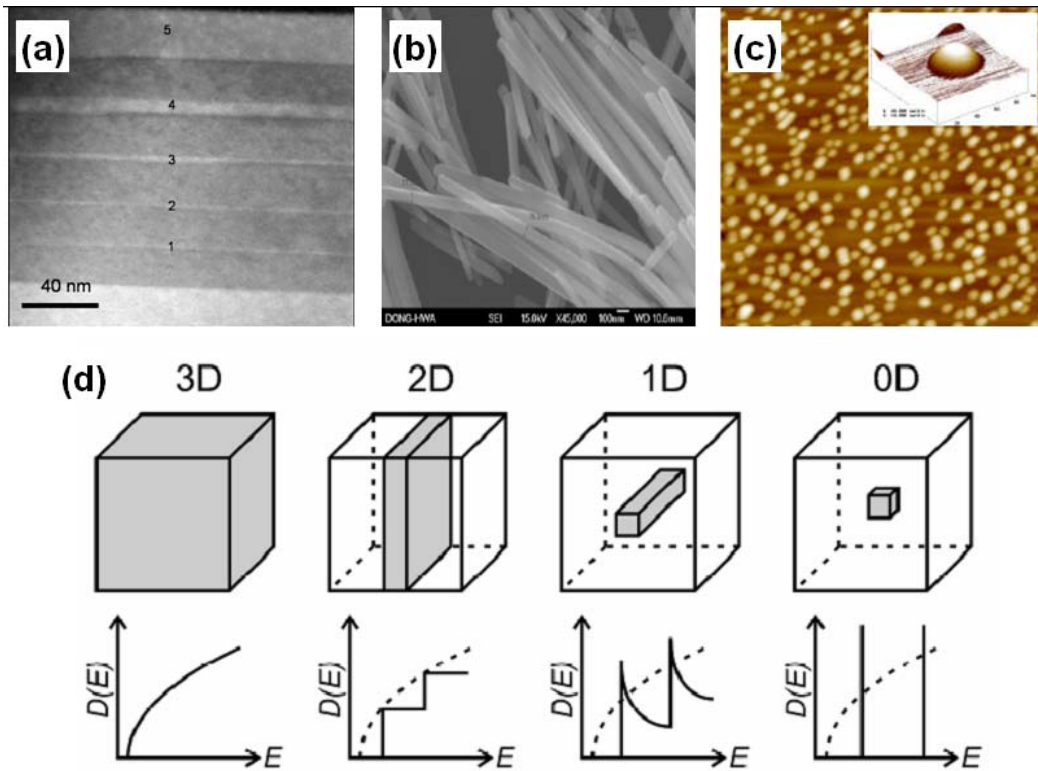 (a)
5
4
3
2
1
40 nm
(b)
DONG-HWA SEI 15.0kV X45,000 100nm WD 10.6mm
(c)
(d)
3D 2D 1D 0D
D(E) D(E) D(E) D(E)
E E E E